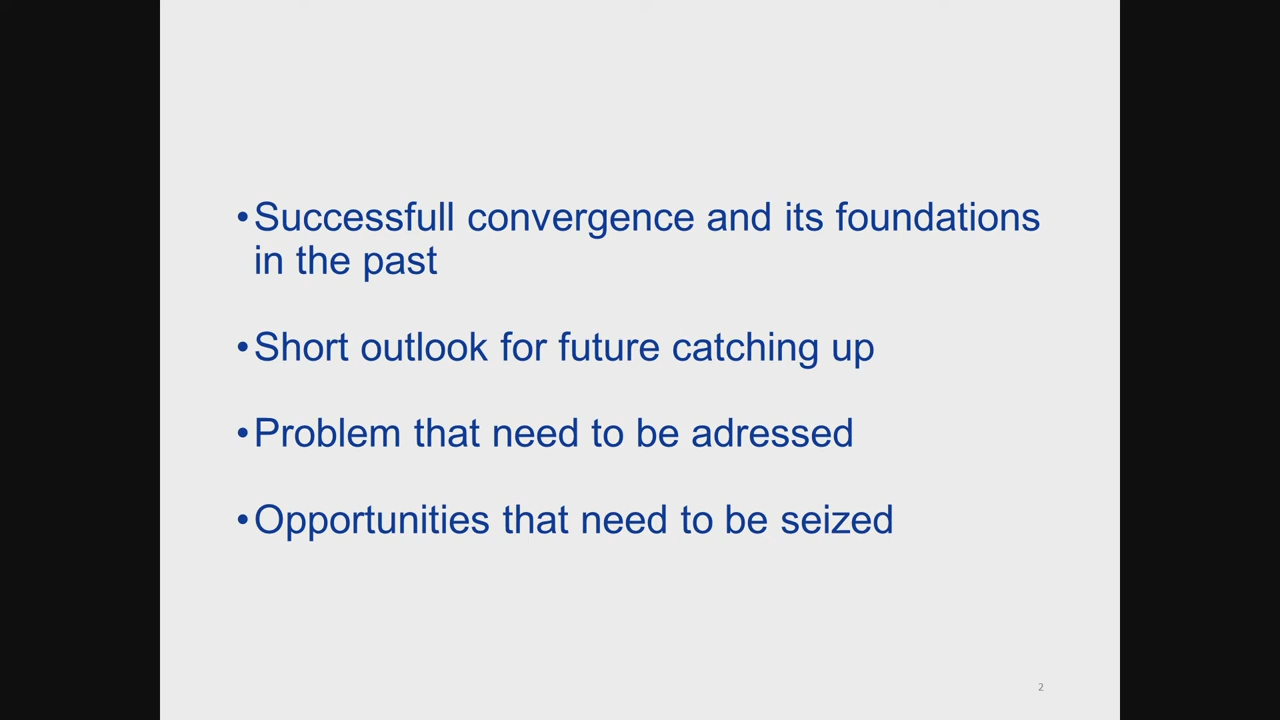 •Successfull convergence and its foundations
in the past
•Short outlook for future catching up
•Problem that need to be adressed
•Opportunities that need to be seized
2